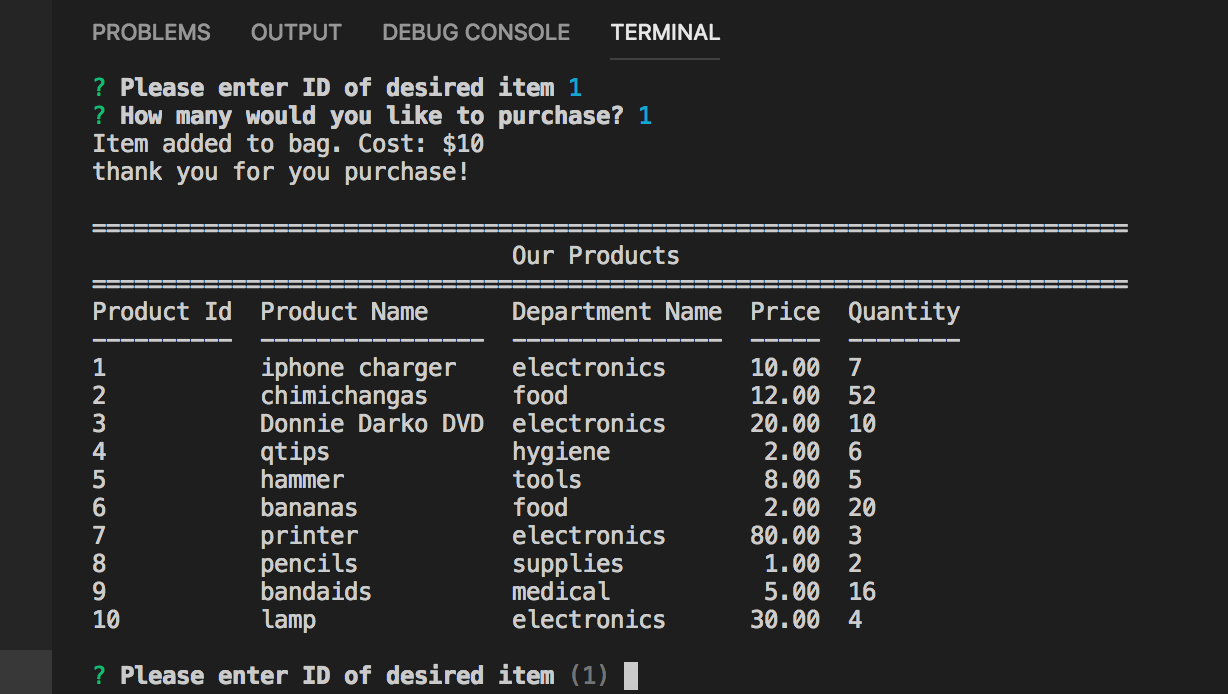 PROBLEMS OUTPUT DEBUG CONSOLE TERMINAL
? Please enter ID of desired item 1
? How many would you like to purchase? 1
Item added to bag. Cost: $10
thank you for you purchase!
==========================================================================
Our Products
==========================================================================
Product Id Product Name Department Name Price Quantity
---------- ---------------- --------------- ----- --------
1 iphone charger electronics 10.00 7
2 chimichangas food 12.00 52
3 Donnie Darko DVD electronics 20.00 10
4 qtips hygiene 2.00 6
5 hammer tools 8.00 5
6 bananas food 2.00 20
7 printer electronics 80.00 3
8 pencils supplies 1.00 2
9 bandaids medical 5.00 16
10 lamp electronics 30.00 4
? Please enter ID of desired item (1)